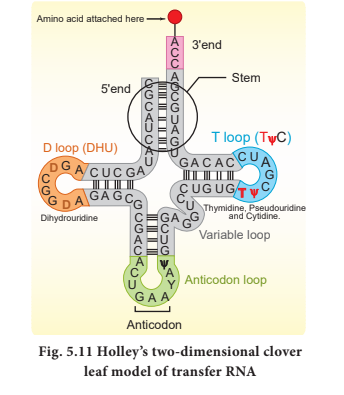 Amino acid attached here
A
C
C
3'end
5'end
Stem
C
G
C
A
U
C
A
U
A
G
C
G
U
A
G
U
D loop (DHU)
T loop (TψC)
D G A C U C G A
G A C A C C U A
G A G C G
C U G U G T ψ C
Dihydrouridine
Thymidine, Pseudouridine
and Cytidine.
Variable loop
Anticodon loop
C U G A A Y A ψ
Anticodon
Fig. 5.11 Holley's two-dimensional clover
leaf model of transfer RNA